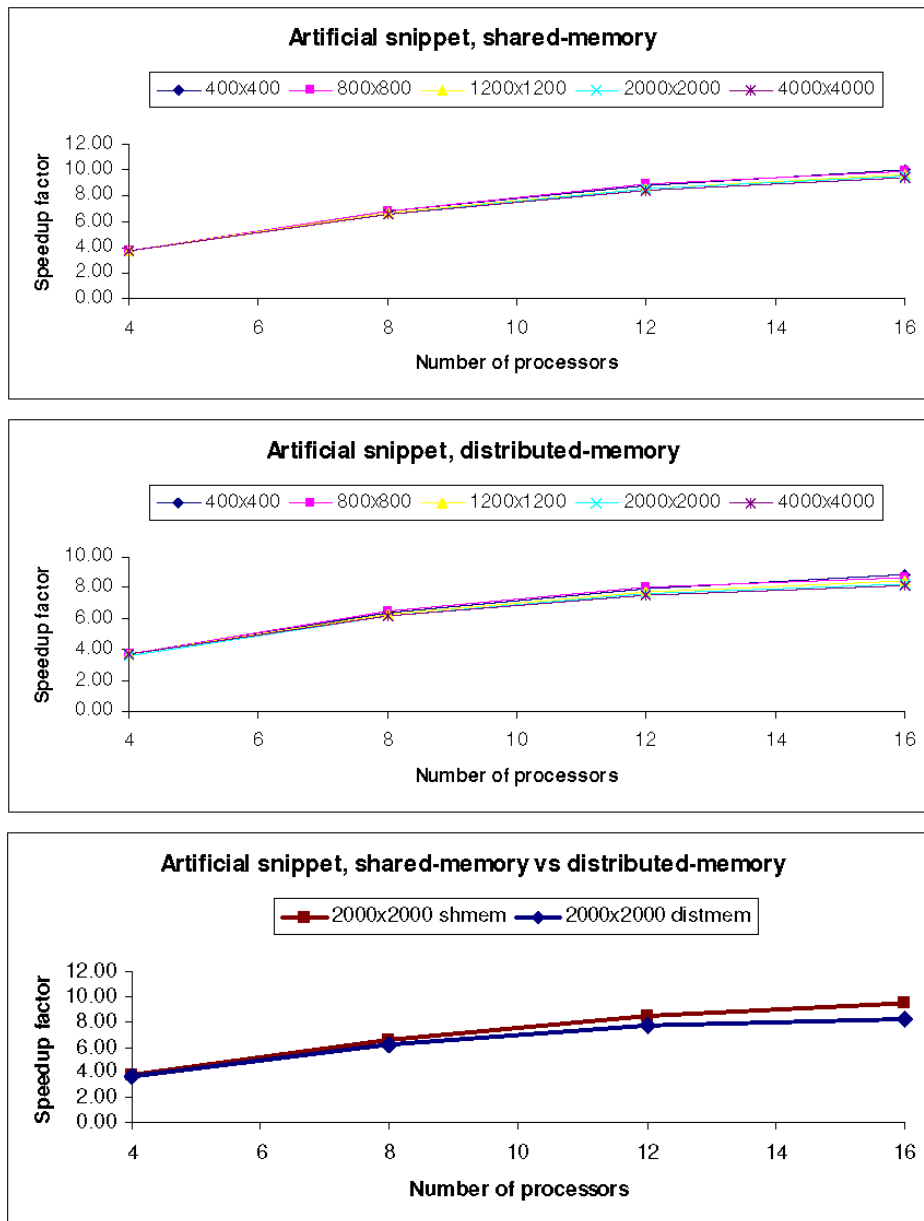 Artificial snippet, shared-memory
400x400 800x800 1200x1200 2000x2000 4000x4000
12.00
10.00
8.00
6.00
4.00
2.00
0.00
Speedup factor
4 6 8 10 12 14 16
Number of processors
Artificial snippet, distributed-memory
400x400 800x800 1200x1200 2000x2000 4000x4000
10.00
8.00
6.00
4.00
2.00
0.00
Speedup factor
4 6 8 10 12 14 16
Number of processors
Artificial snippet, shared-memory vs distributed-memory
2000x2000 shmem 2000x2000 distmem
12.00
10.00
8.00
6.00
4.00
2.00
0.00
Speedup factor
4 6 8 10 12 14 16
Number of processors